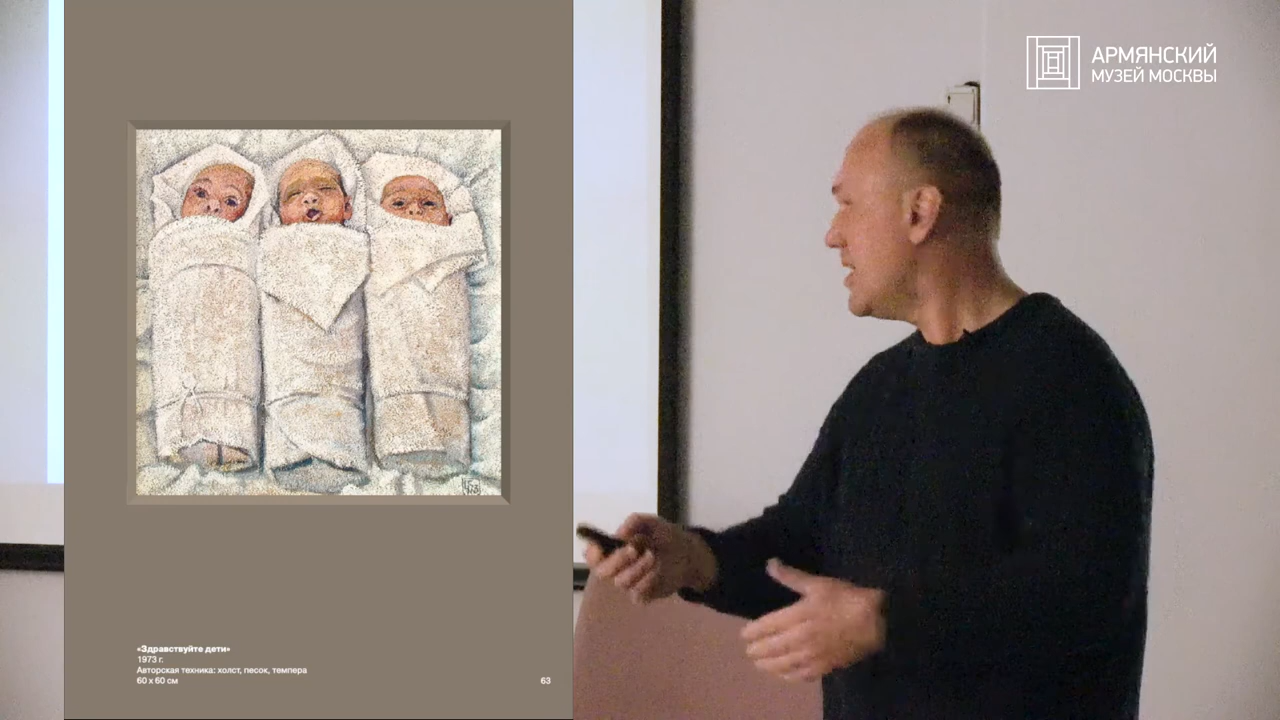 АРМЯНСКИЙ
МУЗЕЙ МОСКВЫ
«Здравствуйте дети»
1973 г.
Авторская техника: холст, песок, темпера
60 x 60 см
63